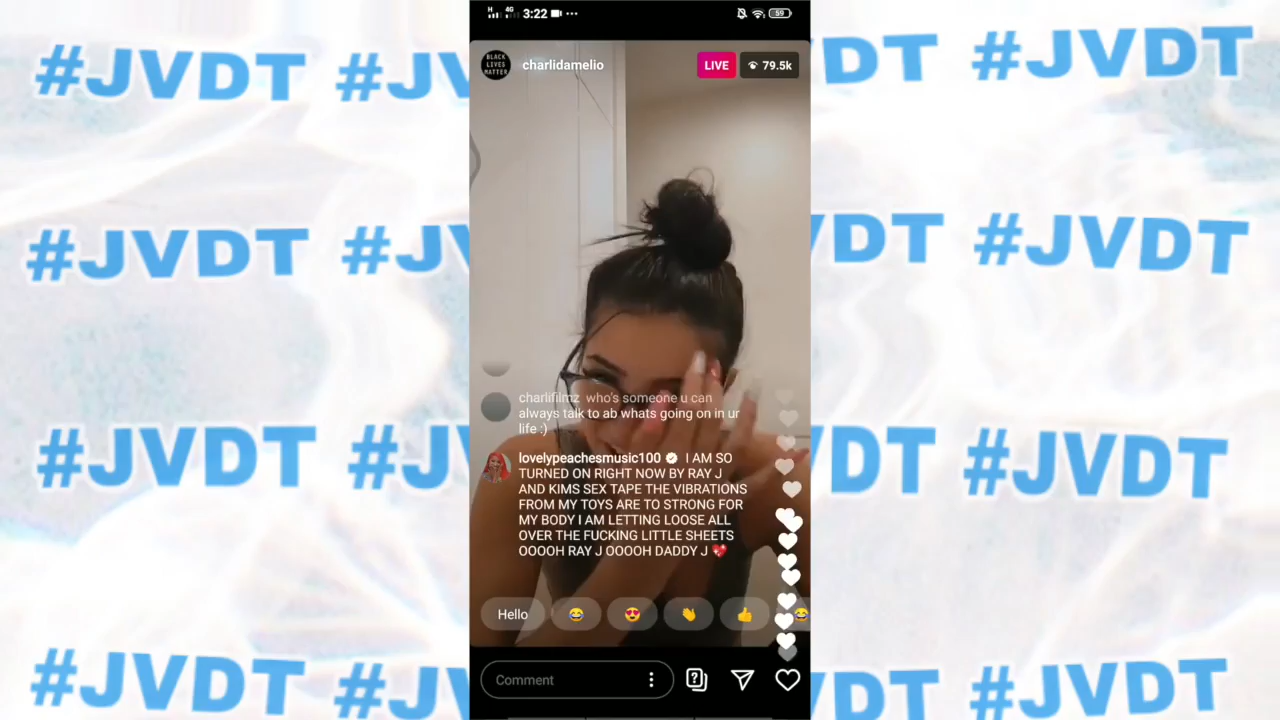 #JVDT #JV DT #JVDT
H 4G 3:22 59
BLACK
LIVES
MATTER
charlidamelio LIVE 79.5k
#JVDT #JV VDT #JVDT
charlifilmz who's someone u can
always talk to ab whats going on in ur
life :)
#JVDT #JV VDT #JVDT
lovelypeachesmusic100 I AM SO
TURNED ON RIGHT NOW BY RAY J
AND KIMS SEX TAPE THE VIBRATIONS
FROM MY TOYS ARE TO STRONG FOR
MY BODY I AM LETTING LOOSE ALL
OVER THE FUCKING LITTLE SHEETS
OOOOH RAY J OOOOH DADDY J 💖
Hello 😂 😍 👏 👍 😂
Comment
#JVDT #JV VDT #JVDT